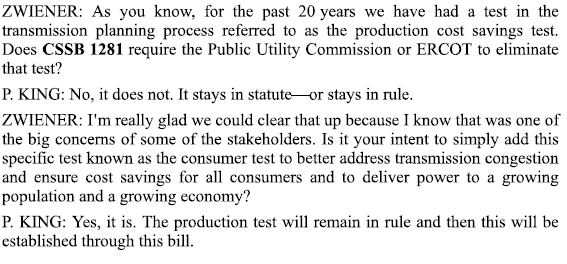 ZWIENER: As you know, for the past 20 years we have had a test in the
transmission planning process referred to as the production cost savings test.
Does CSSB 1281 require the Public Utility Commission or ERCOT to eliminate
that test?
P. KING: No, it does not. It stays in statute—or stays in rule.
ZWIENER: I'm really glad we could clear that up because I know that was one of
the big concerns of some of the stakeholders. Is it your intent to simply add this
specific test known as the consumer test to better address transmission congestion
and ensure cost savings for all consumers and to deliver power to a growing
population and a growing economy?
P. KING: Yes, it is. The production test will remain in rule and then this will be
established through this bill.